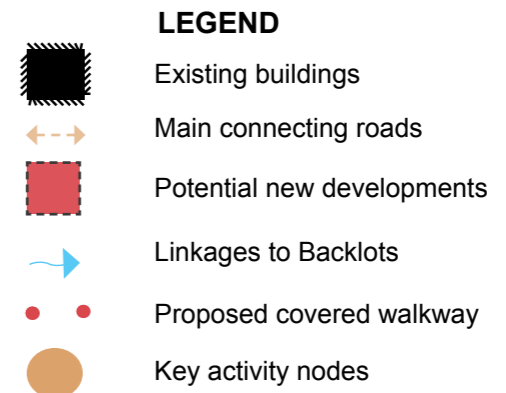 LEGEND
Existing buildings
Main connecting roads
Potential new developments
Linkages to Backlots
Proposed covered walkway
Key activity nodes